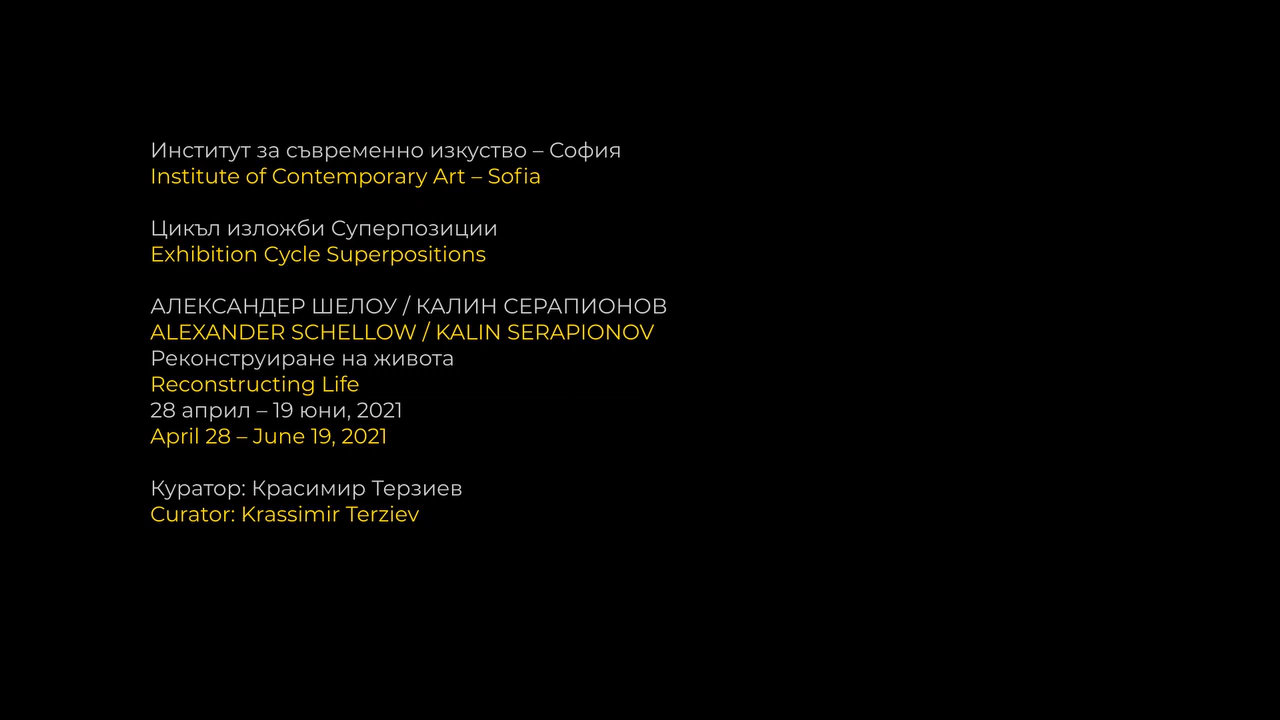 Институт за съвременно изкуство – София
Institute of Contemporary Art – Sofia
Цикъл изложби Суперпозиции
Exhibition Cycle Superpositions
АЛЕКСАНДЕР ШЕЛОУ / КАЛИН СЕРАПИОНОВ
ALEXANDER SCHELLOW / KALIN SERAPIONOV
Реконструиране на живота
Reconstructing Life
28 април – 19 юни, 2021
April 28 – June 19, 2021
Куратор: Красимир Терзиев
Curator: Krassimir Terziev